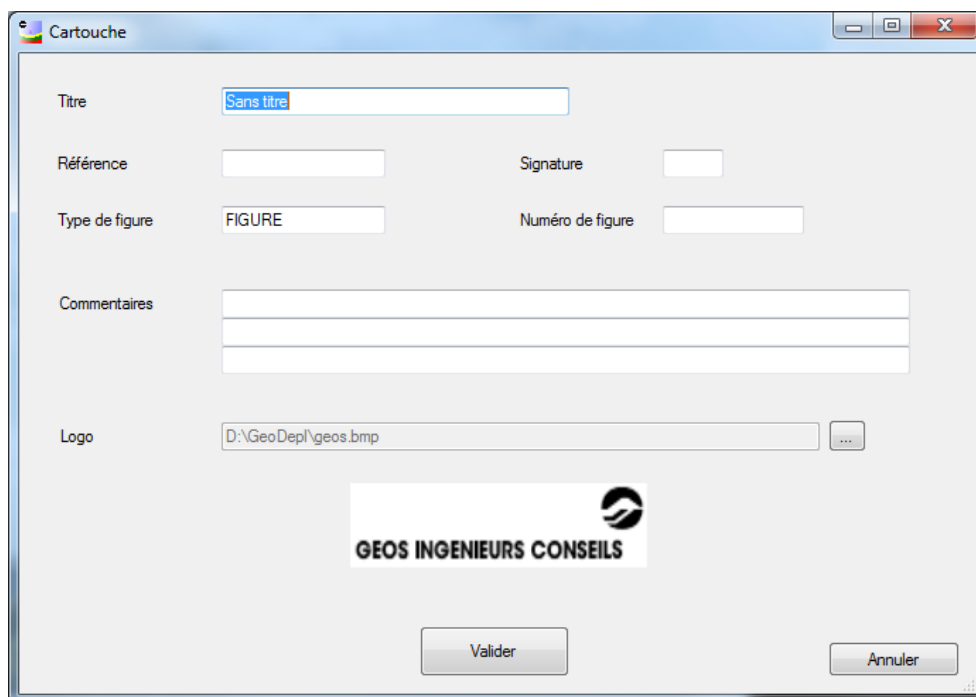 Cartouche
Titre Sans titre
Référence Signature
Type de figure FIGURE Numéro de figure
Commentaires
Logo D:\GeoDepl\geos.bmp ...
GEOS INGENIEURS CONSEILS
Valider
Annuler